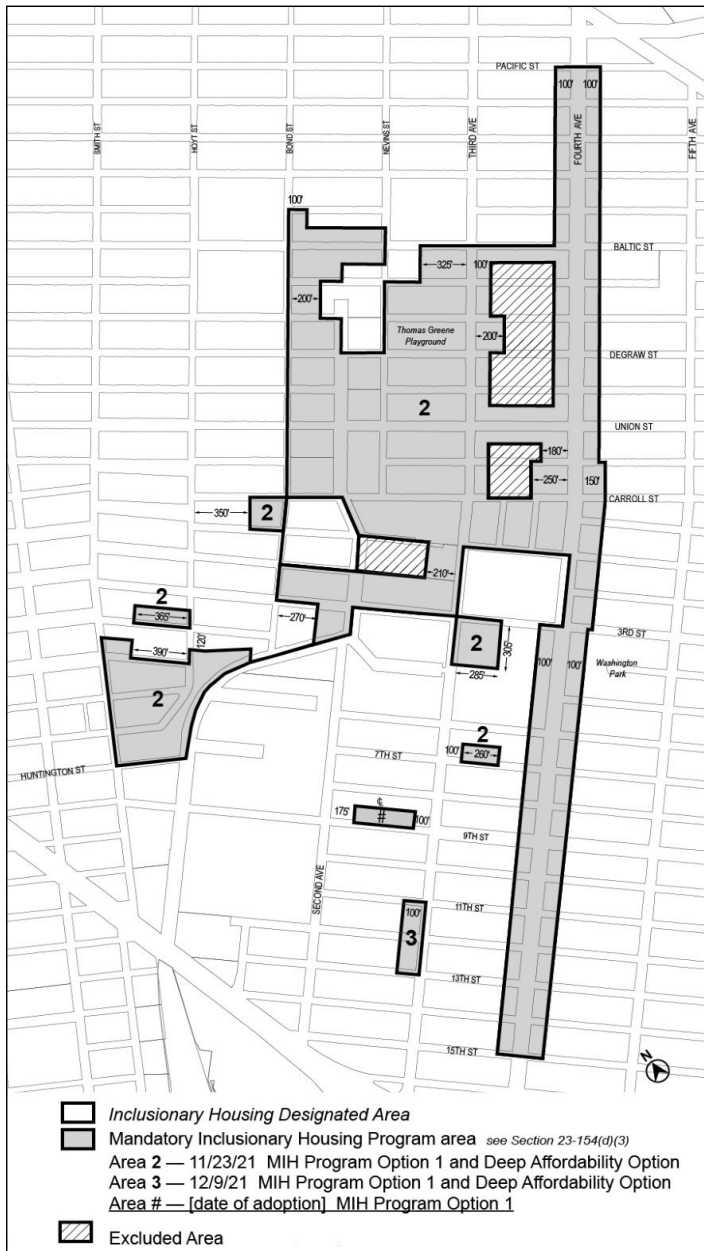 PACIFIC ST
100'
100'
SMITH ST
HOYT ST
BOND ST
NEVINS ST
THIRD AVE
FOURTH AVE
FIFTH AVE
100'
BALTIC ST
325'
100'
200'
Thomas Greene
Playground
200'
DEGRAW ST
2
UNION ST
180'
250'
150'
CARROLL ST
350'
2
210'
2
365'
270'
120'
390'
2
305'
3RD ST
2
285'
100'
100'
Washington
Park
2
7TH ST
100'
260'
HUNTINGTON ST
175'
℄
#
100'
9TH ST
SECOND AVE
100'
11TH ST
3
13TH ST
15TH ST
N
Inclusionary Housing Designated Area
Mandatory Inclusionary Housing Program area see Section 23-154(d)(3)
Area 2 — 11/23/21 MIH Program Option 1 and Deep Affordability Option
Area 3 — 12/9/21 MIH Program Option 1 and Deep Affordability Option
Area # — [date of adoption] MIH Program Option 1
Excluded Area